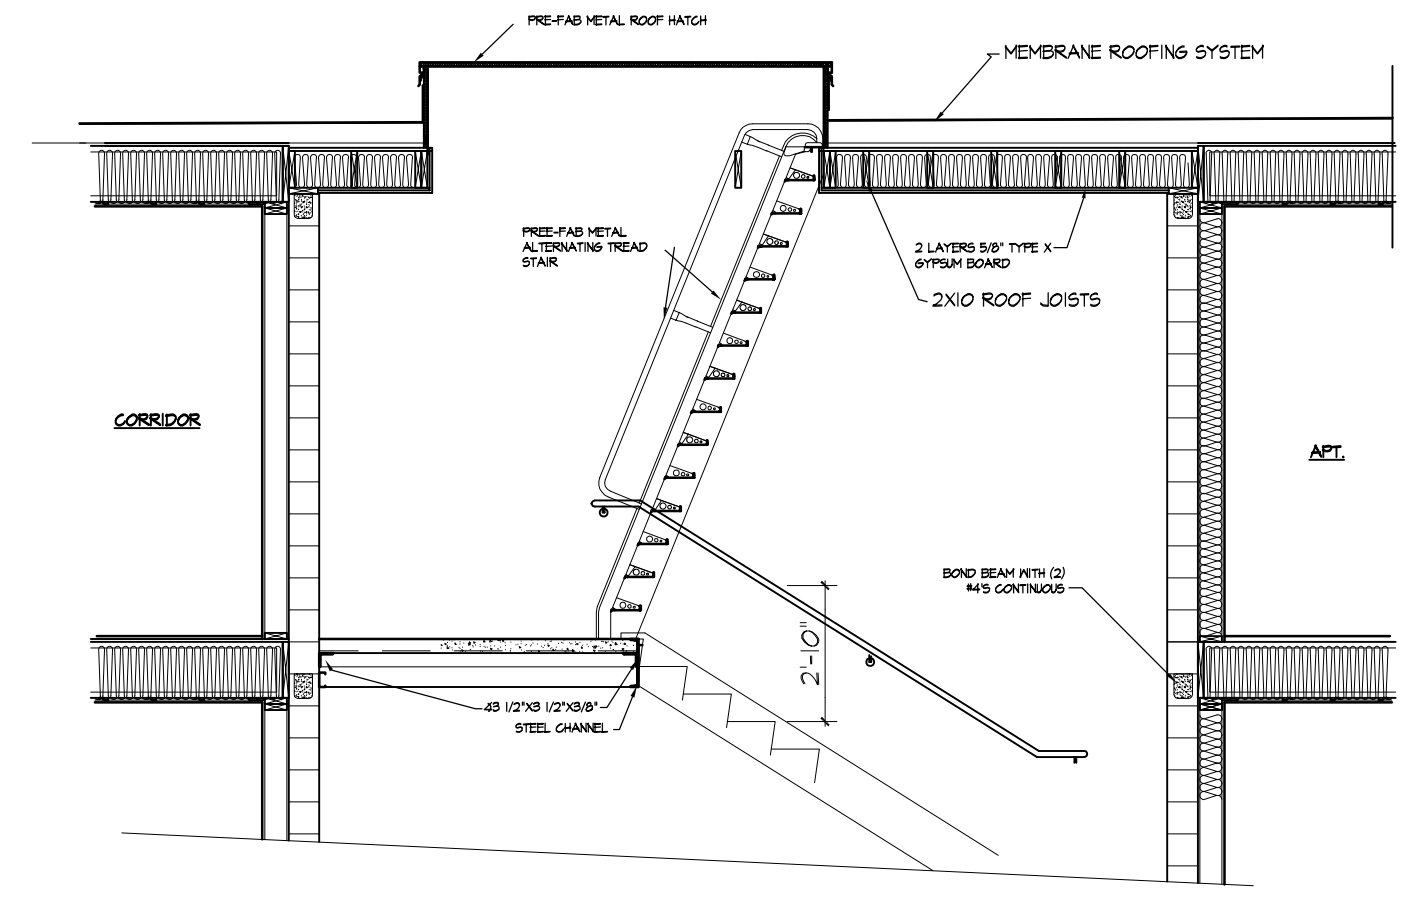 PRE-FAB METAL ROOF HATCH
MEMBRANE ROOFING SYSTEM
PREE-FAB METAL
ALTERNATING TREAD
STAIR
2 LAYERS 5/8" TYPE X
GYPSUM BOARD
2X10 ROOF JOISTS
CORRIDOR
APT.
BOND BEAM WITH (2)
#4'S CONTINUOUS
2'-10"
3 1/2"X3 1/2"X3/8"
STEEL CHANNEL